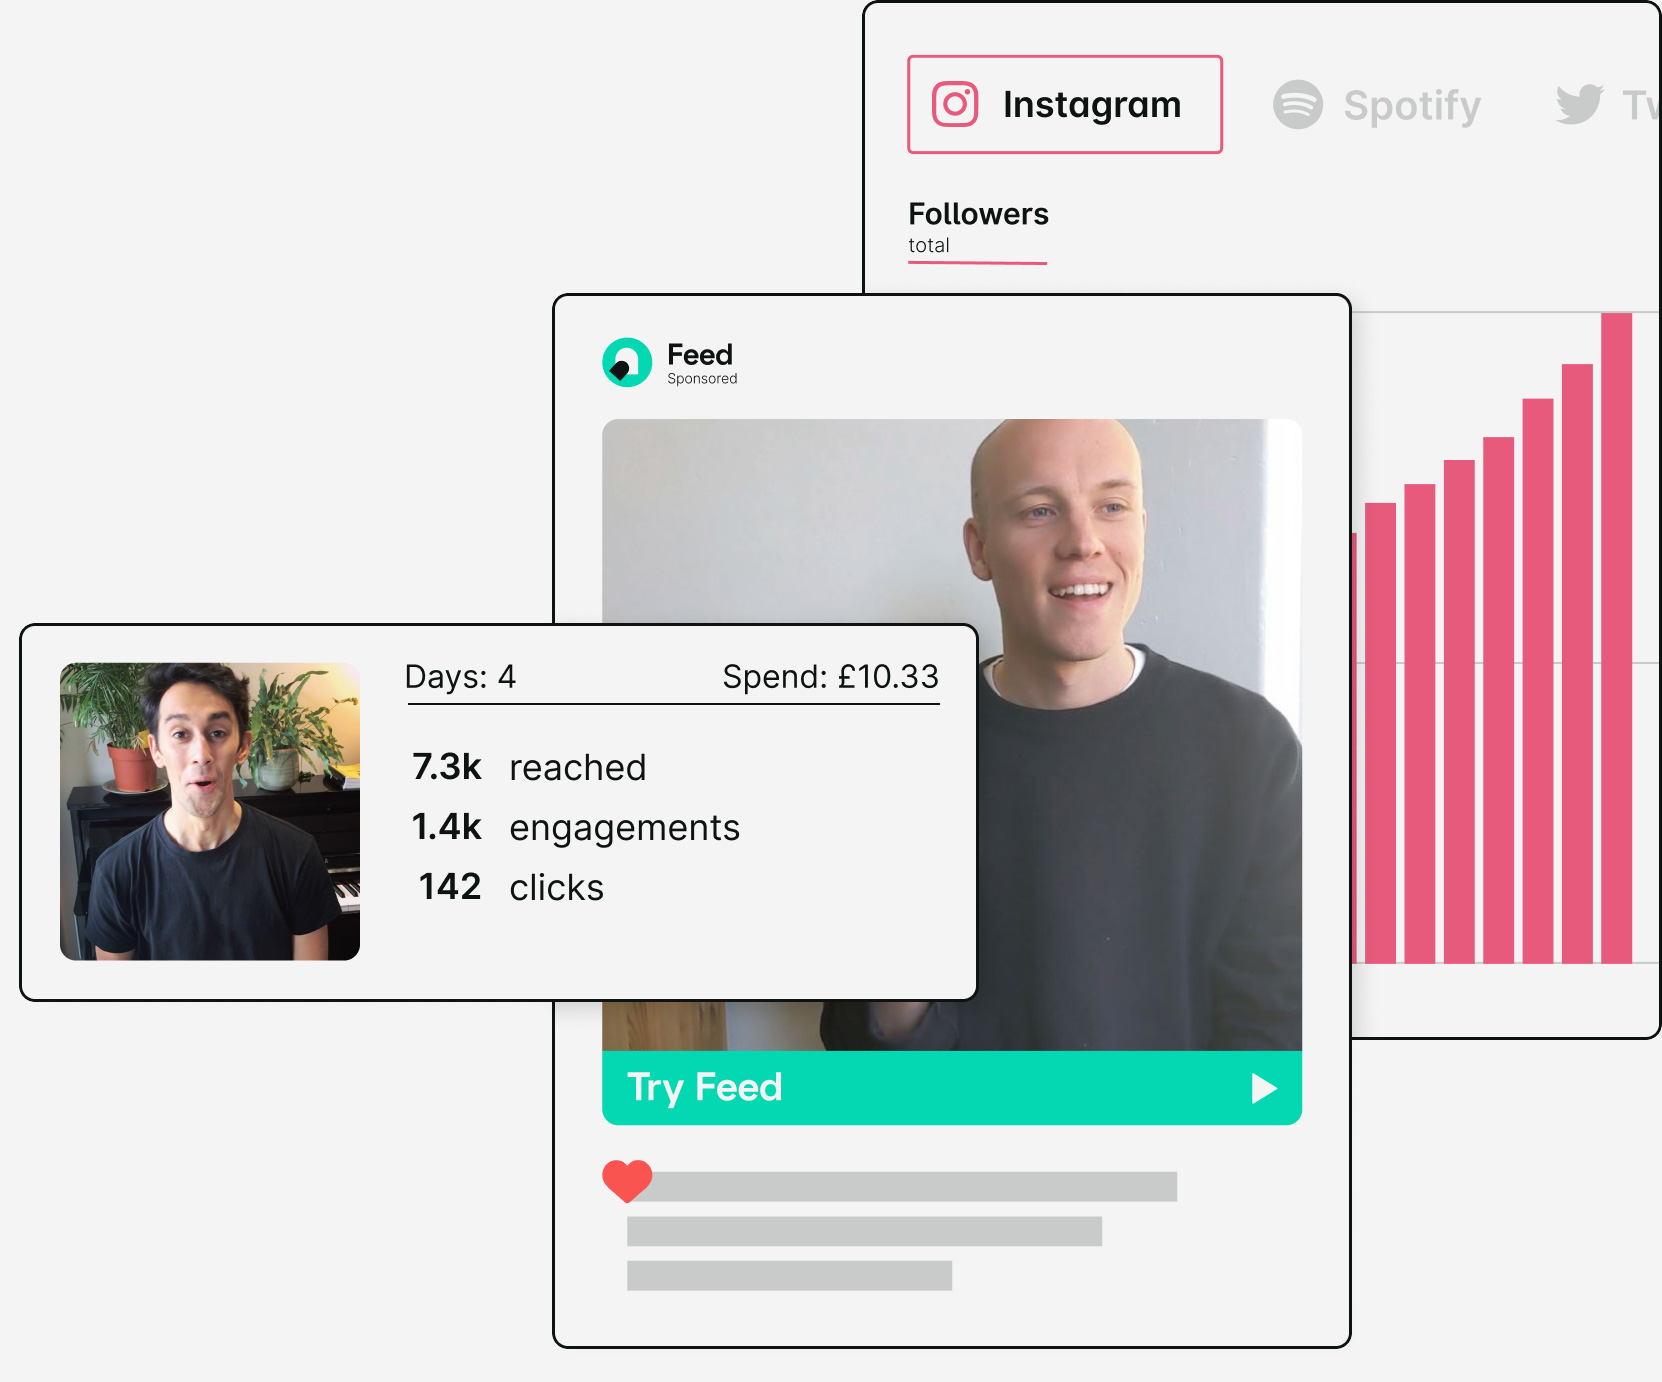 Instagram
Spotify
Followers
total
Feed
Sponsored
Days: 4
Spend: £10.33
7.3k reached
1.4k engagements
142 clicks
Try Feed